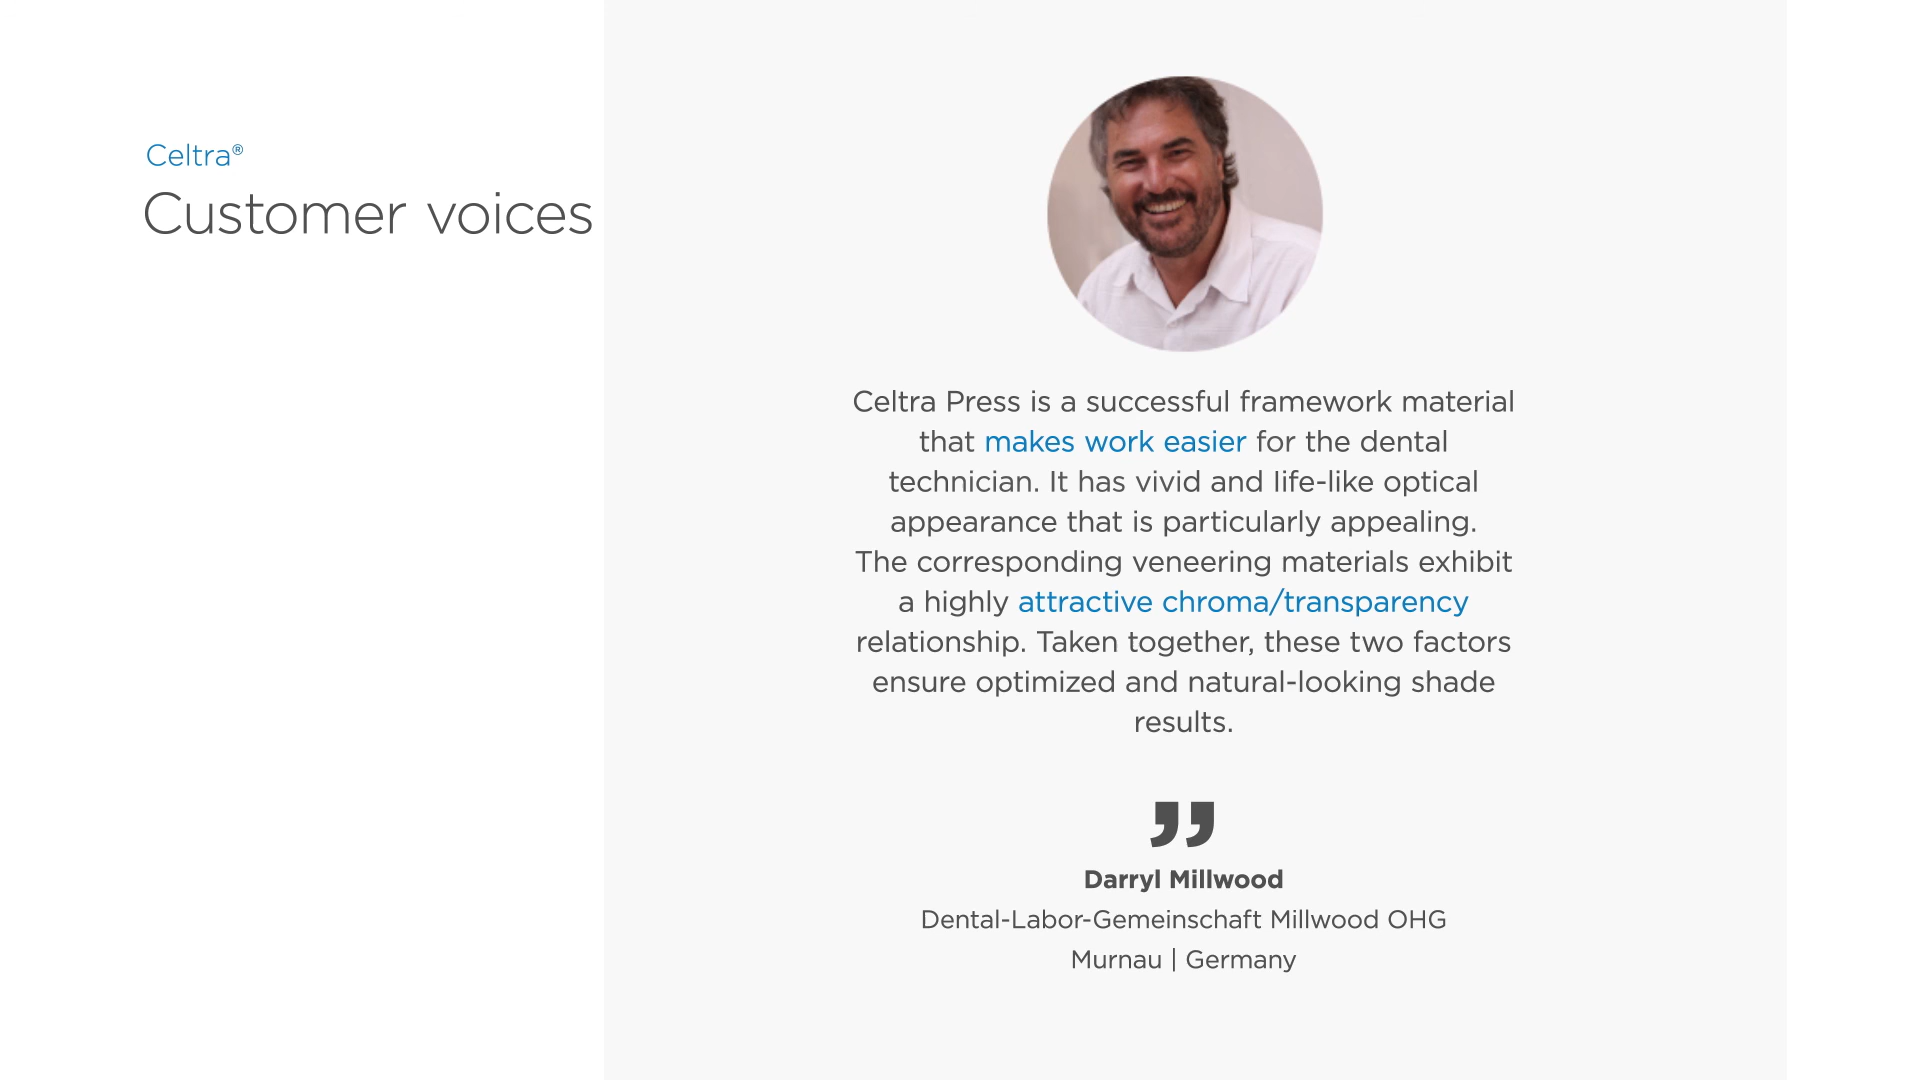 Celtra®
Customer voices
Celtra Press is a successful framework material
that makes work easier for the dental
technician. It has vivid and life-like optical
appearance that is particularly appealing.
The corresponding veneering materials exhibit
a highly attractive chroma/transparency
relationship. Taken together, these two factors
ensure optimized and natural-looking shade
results.
”
Darryl Millwood
Dental-Labor-Gemeinschaft Millwood OHG
Murnau | Germany